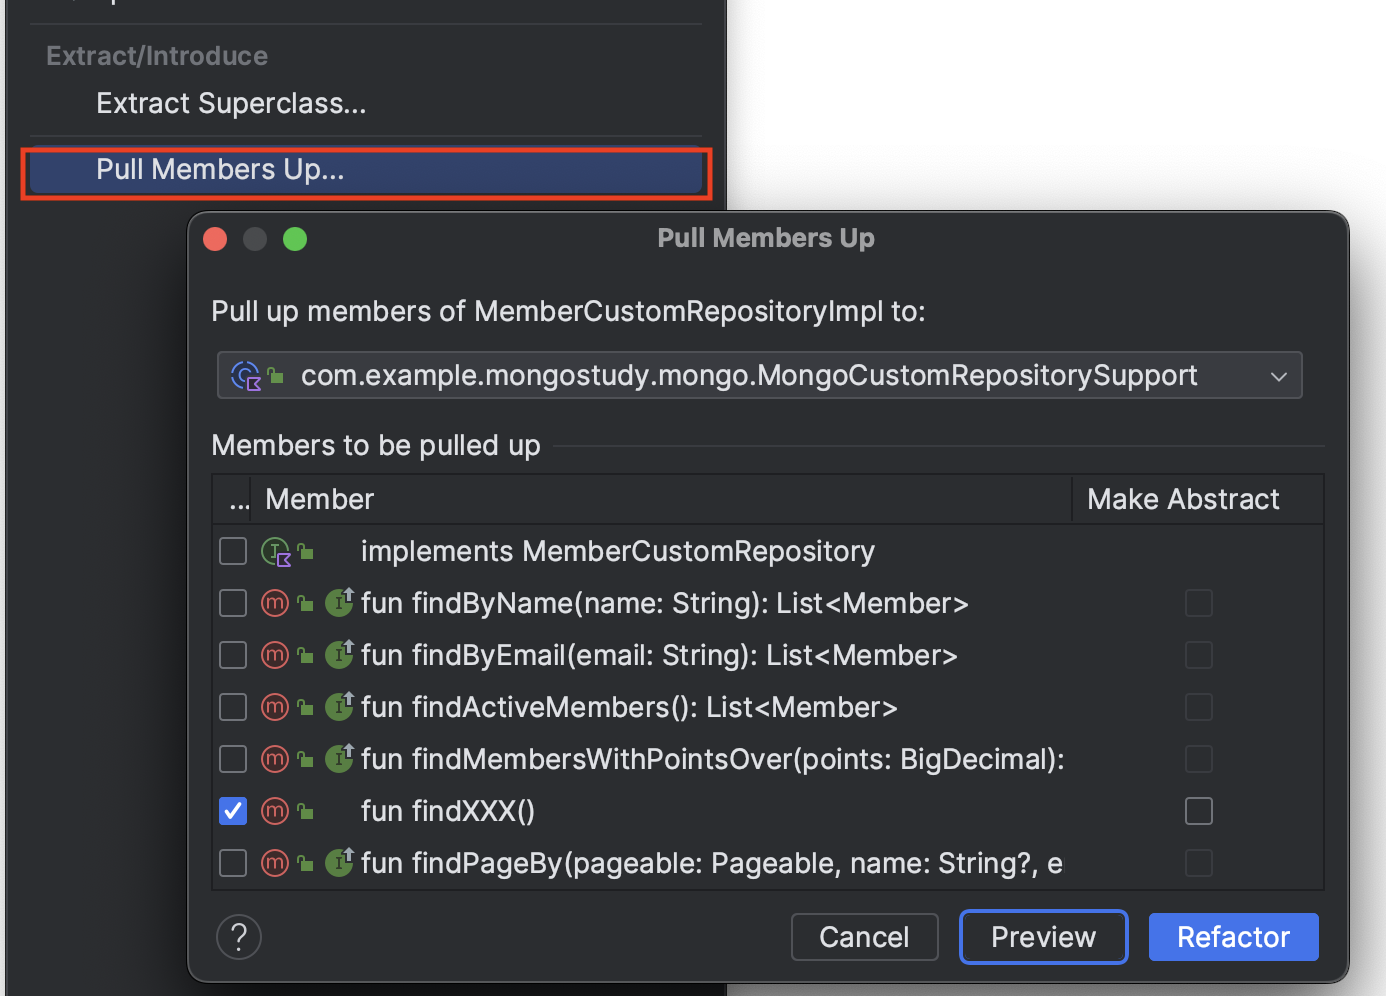 Extract/Introduce
Extract Superclass...
Pull Members Up...
Pull Members Up
Pull up members of MemberCustomRepositoryImpl to:
com.example.mongostudy.mongo.MongoCustomRepositorySupport
Members to be pulled up
... Member Make Abstract
implements MemberCustomRepository
fun findByName(name: String): List<Member>
fun findByEmail(email: String): List<Member>
fun findActiveMembers(): List<Member>
fun findMembersWithPointsOver(points: BigDecimal):
fun findXXX()
fun findPageBy(pageable: Pageable, name: String?, e
? Cancel Preview Refactor